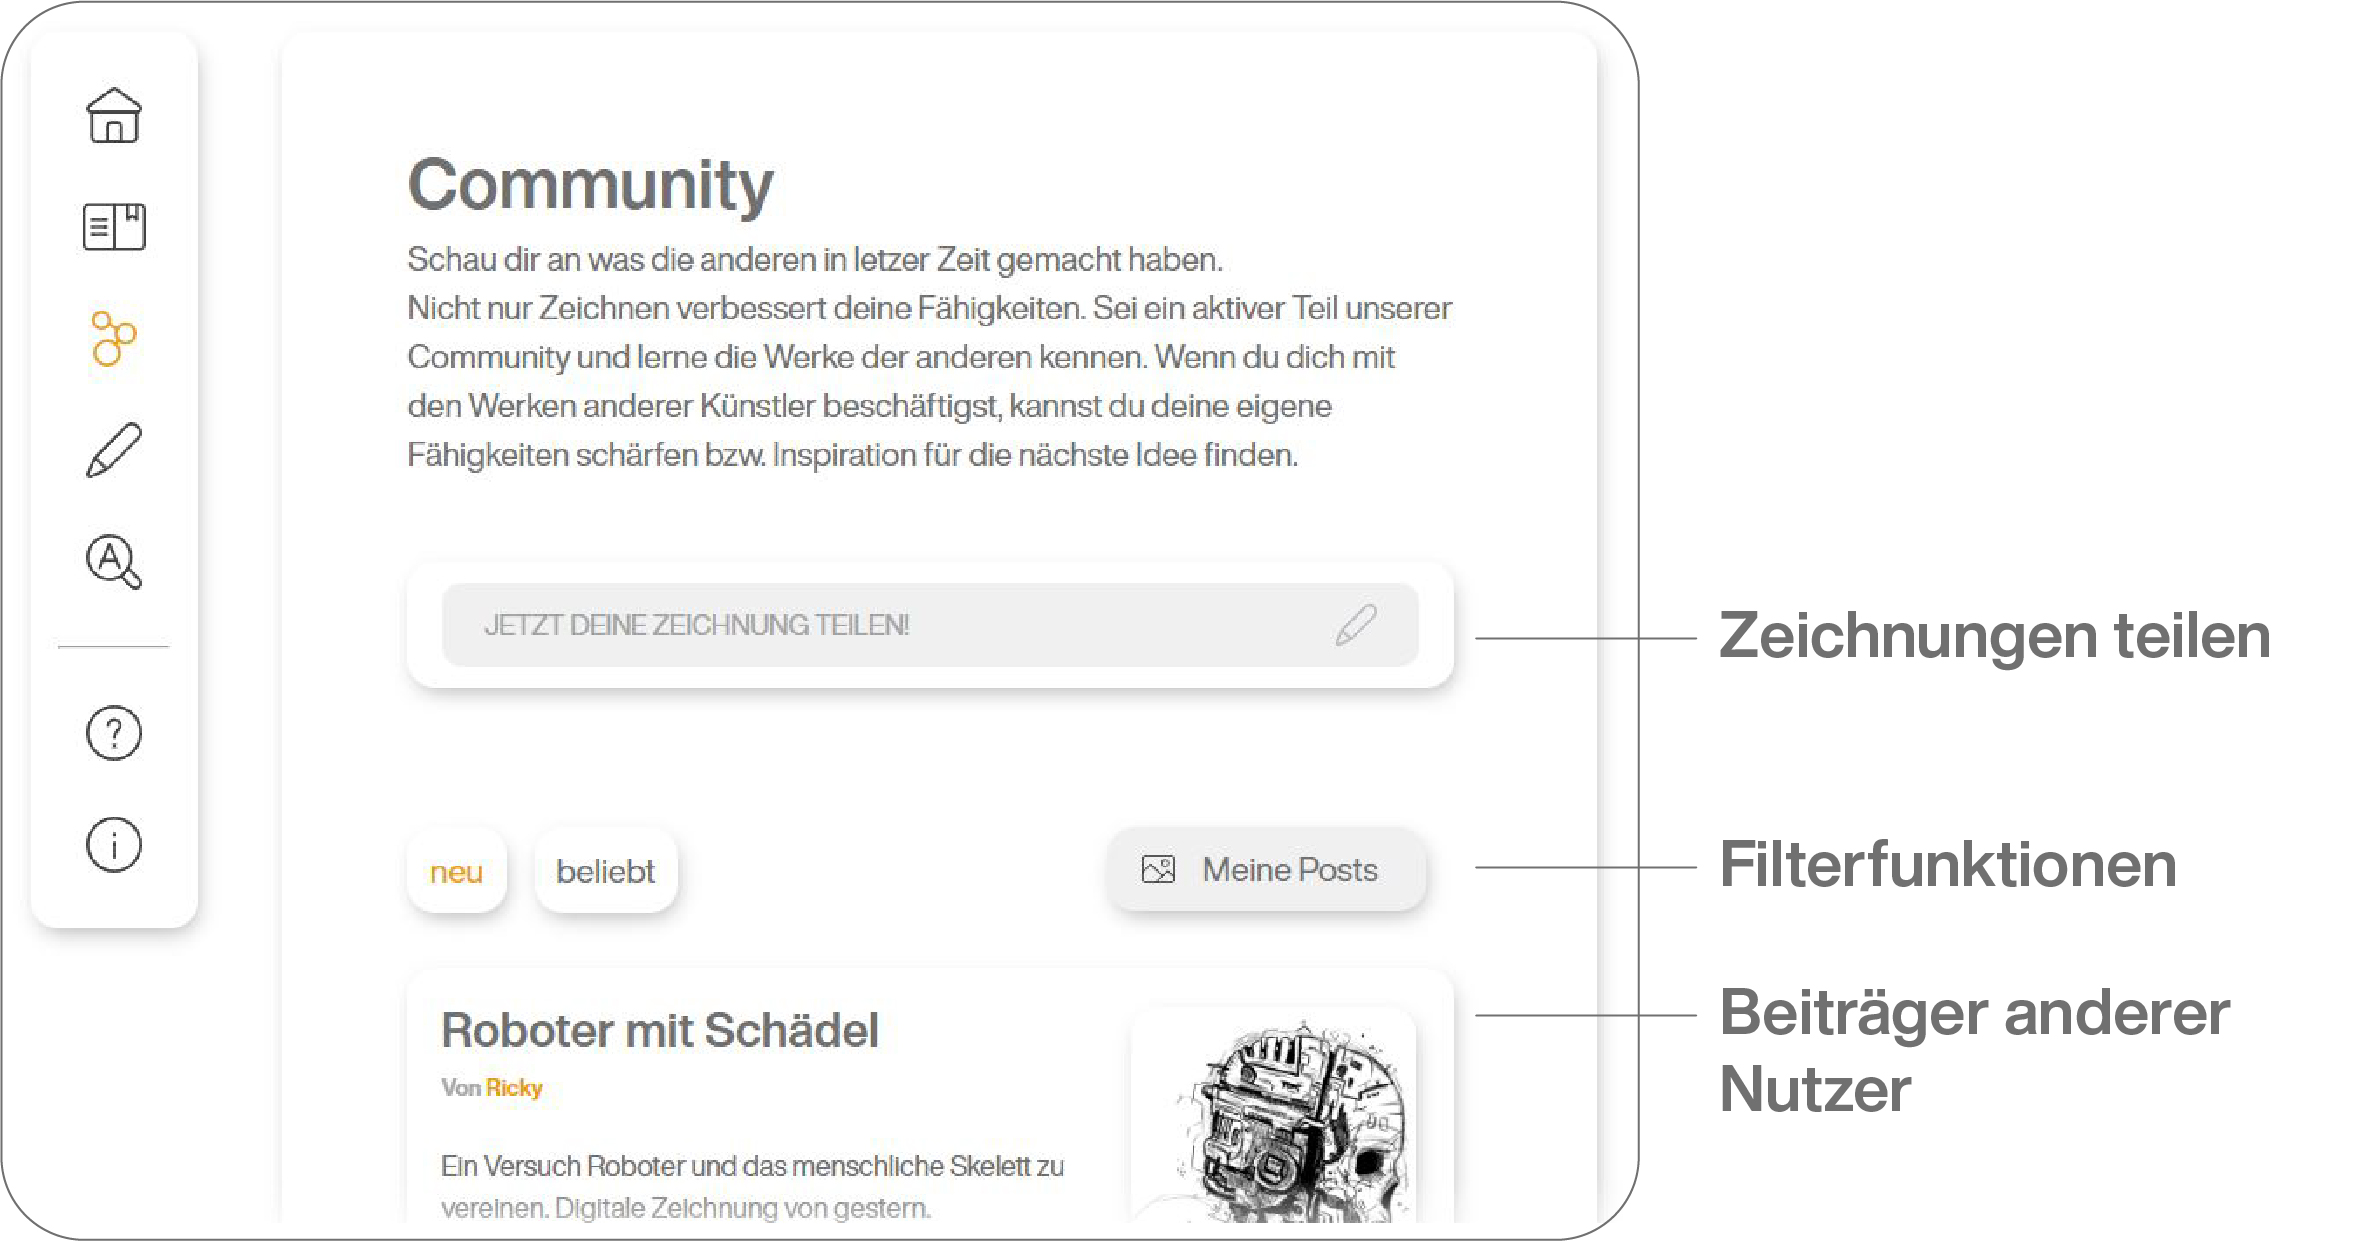 Community
Schau dir an was die anderen in letzer Zeit gemacht haben.
Nicht nur Zeichnen verbessert deine Fähigkeiten. Sei ein aktiver Teil unserer
Community und lerne die Werke der anderen kennen. Wenn du dich mit
den Werken anderer Künstler beschäftigst, kannst du deine eigene
Fähigkeiten schärfen bzw. Inspiration für die nächste Idee finden.
JETZT DEINE ZEICHNUNG TEILEN!
Zeichnungen teilen
neu
beliebt
Meine Posts
Filterfunktionen
Roboter mit Schädel
Von Ricky
Ein Versuch Roboter und das menschliche Skelett zu
vereinen. Digitale Zeichnung von gestern.
Beiträger anderer
Nutzer